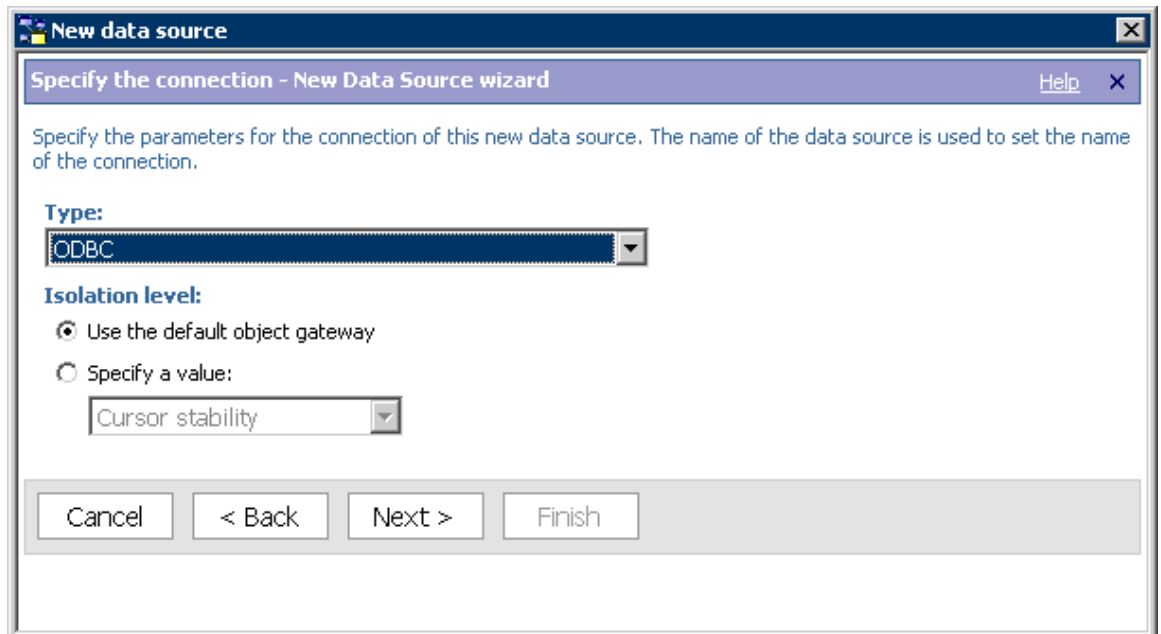 New data source
Specify the connection - New Data Source wizard Help
Specify the parameters for the connection of this new data source. The name of the data source is used to set the name
of the connection.
Type:
ODBC
Isolation level:
Use the default object gateway
Specify a value:
Cursor stability
Cancel < Back Next > Finish